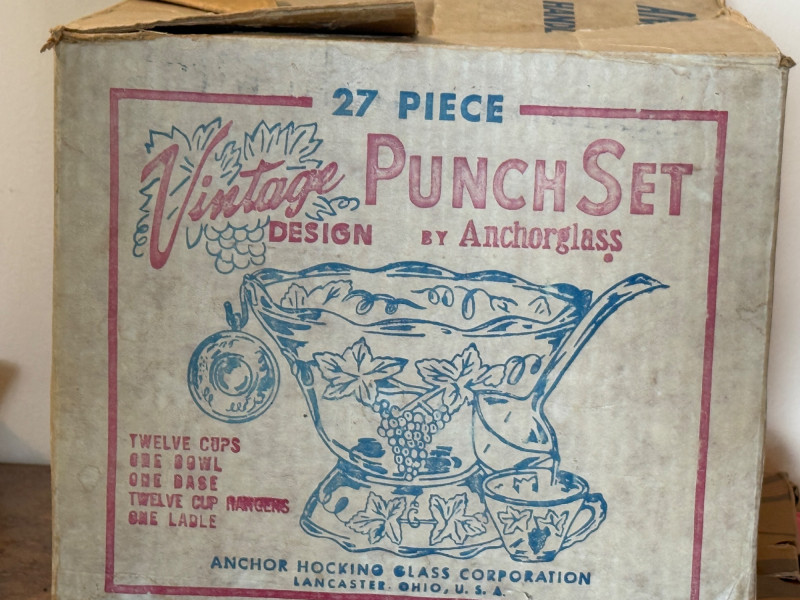 HANDL
27 PIECE
Vintage PUNCH SET
DESIGN BY Anchorglass
TWELVE CUPS
ONE BOWL
ONE BASE
TWELVE CUP HANGERS
ONE LADLE
ANCHOR HOCKING GLASS CORPORATION
LANCASTER, OHIO, U. S. A.